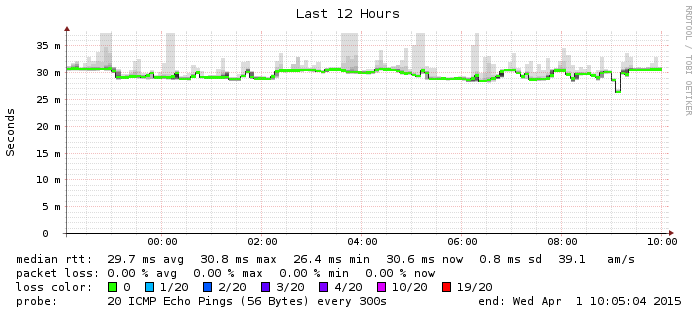 Last 12 Hours
RRDTOOL / TOBI OETIKER
Seconds
35 m
30 m
25 m
20 m
15 m
10 m
5 m
0
00:00 02:00 04:00 06:00 08:00 10:00
median rtt: 29.7 ms avg 30.8 ms max 26.4 ms min 30.6 ms now 0.8 ms sd 39.1 am/s
packet loss: 0.00 % avg 0.00 % max 0.00 % min 0.00 % now
loss color: 0 1/20 2/20 3/20 4/20 10/20 19/20
probe: 20 ICMP Echo Pings (56 Bytes) every 300s end: Wed Apr 1 10:05:04 2015